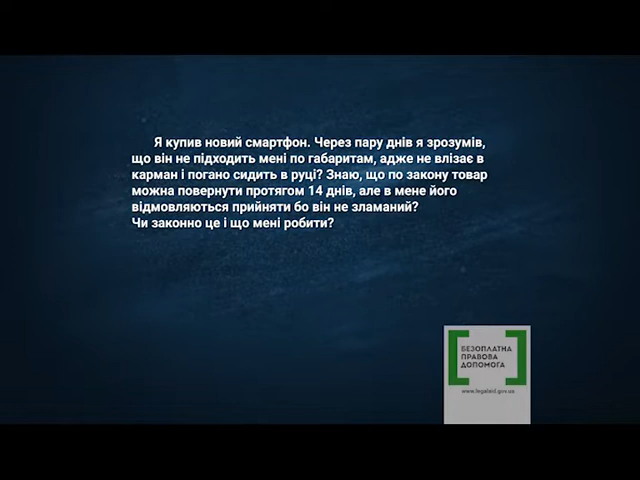 Я купив новий смартфон. Через пару днів я зрозумів,
що він не підходить мені по габаритам, адже не влізає в
карман і погано сидить в руці? Знаю, що по закону товар
можна повернути протягом 14 днів, але в мене його
відмовляються прийняти бо він не зламаний?
Чи законно це і що мені робити?
БЕЗОПЛАТНА
ПРАВОВА
ДОПОМОГА
www.legalaid.gov.ua